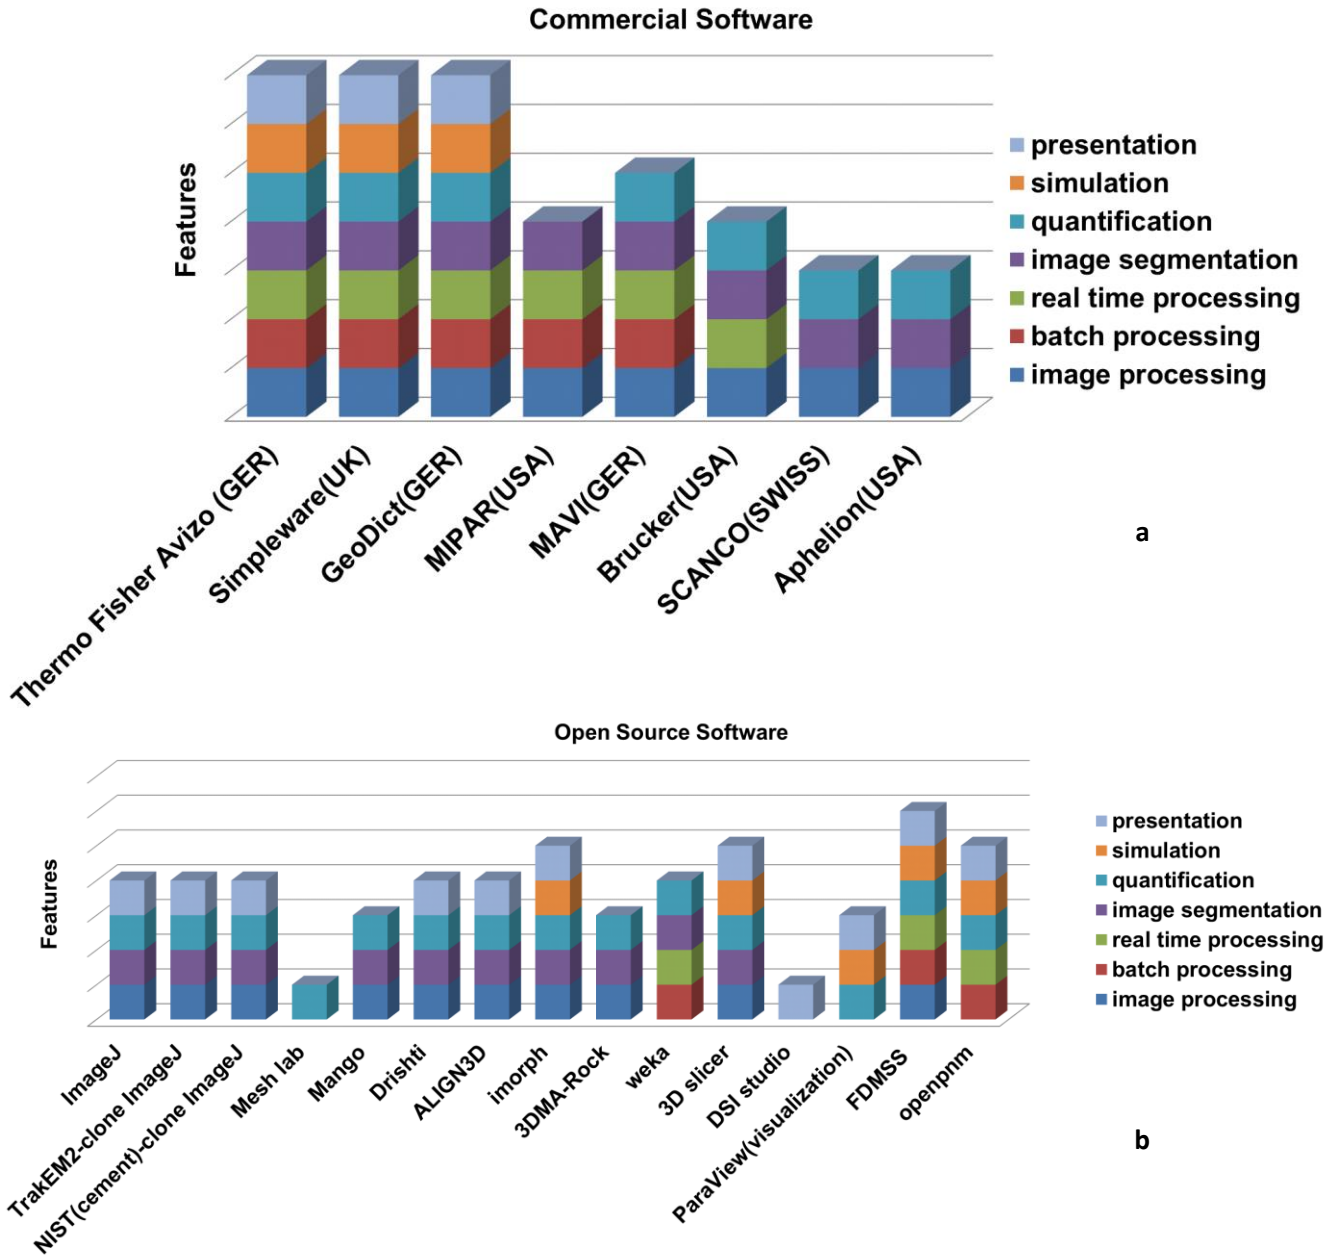 Commercial Software
Features
presentation
simulation
quantification
image segmentation
real time processing
batch processing
image processing
Thermo Fisher Avizo (GER)
Simpleware(UK)
GeoDict(GER)
MIPAR(USA)
MAVI(GER)
Brucker(USA)
SCANCO(SWISS)
Aphelion(USA)
a
Open Source Software
Features
presentation
simulation
quantification
image segmentation
real time processing
batch processing
image processing
ImageJ
TrakEM2-clone ImageJ
NIST(cement)-clone ImageJ
Mesh lab
Mango
Drishti
ALIGN3D
imorph
3DMA-Rock
weka
3D slicer
DSI studio
ParaView(visualization)
FDMSS
openpnm
b